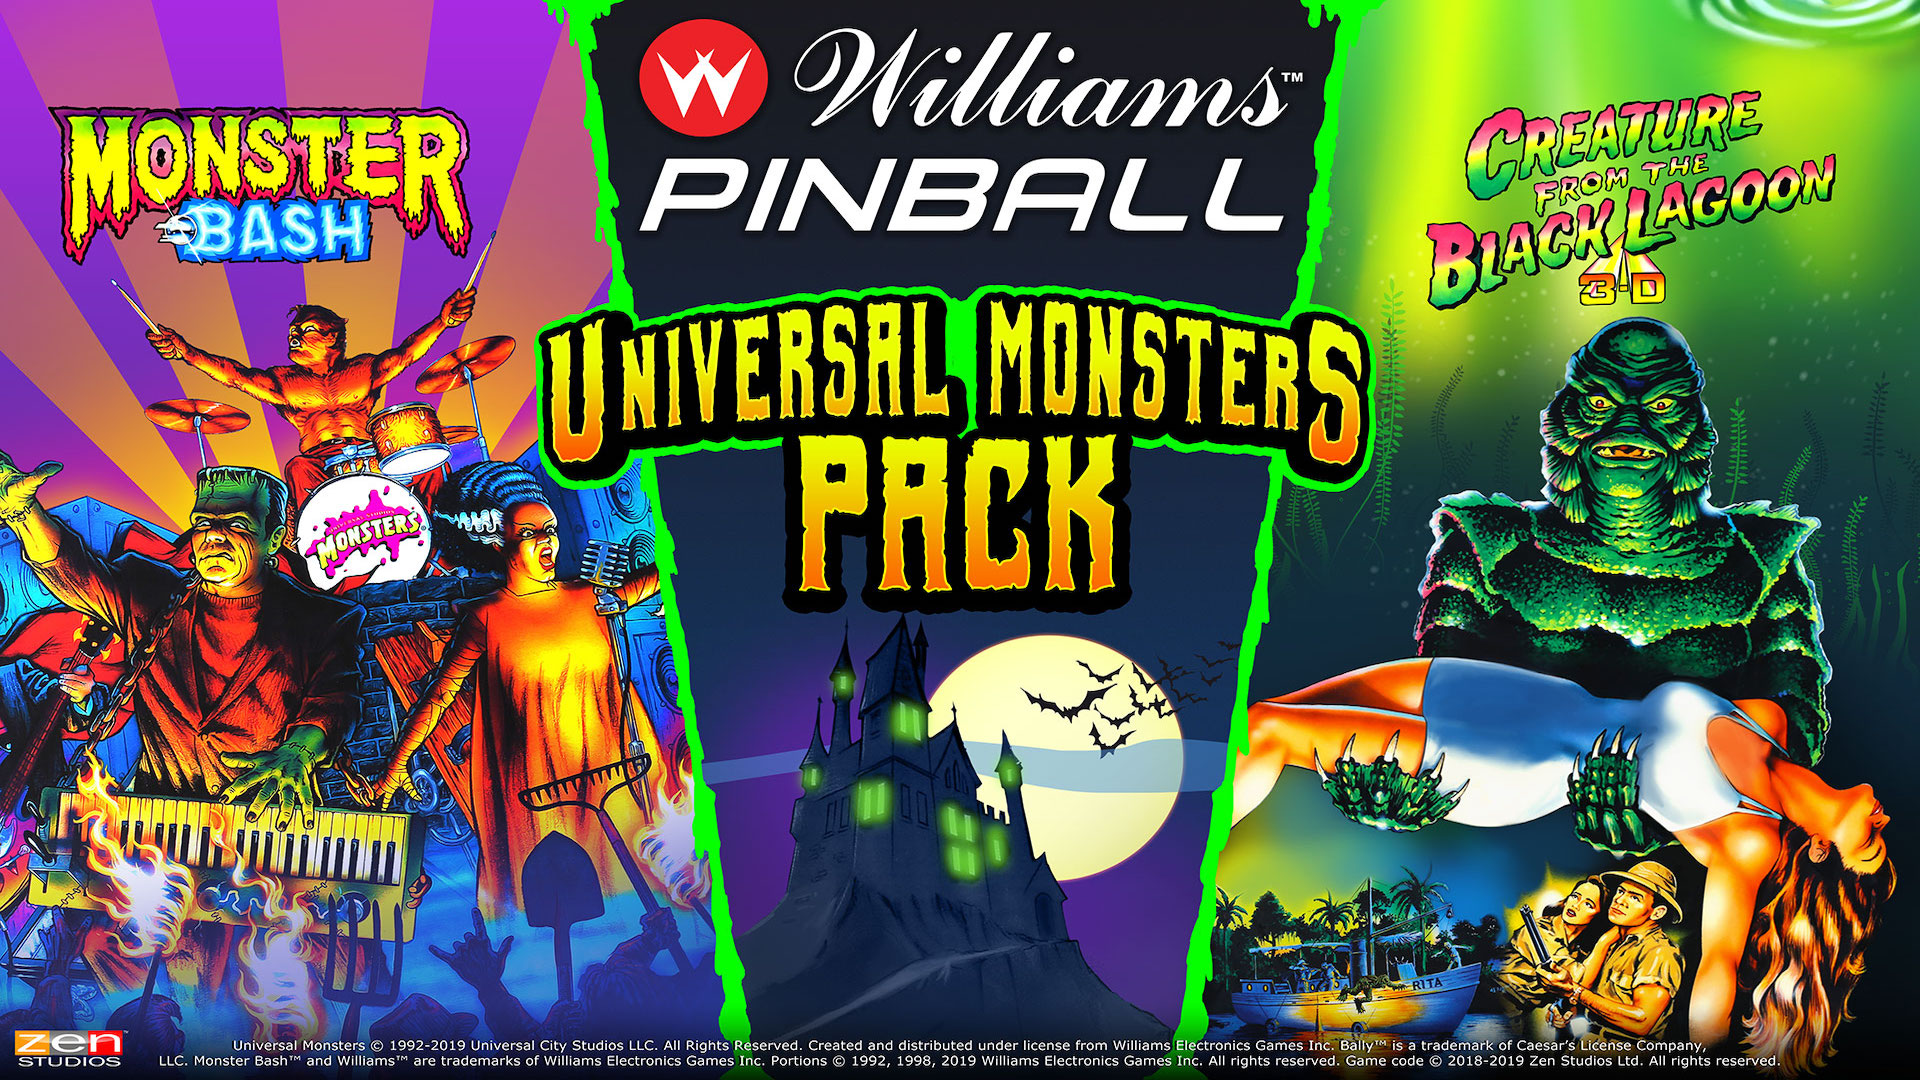 Williams™
PINBALL
MONSTER
BASH
CREATURE
FROM THE
BLACK LAGOON
3-D
UNIVERSAL MONSTERS
PACK
UNIVERSAL STUDIOS
MONSTERS
RITA
zen™
STUDIOS
Universal Monsters © 1992-2019 Universal City Studios LLC. All Rights Reserved. Created and distributed under license from Williams Electronics Games Inc. Bally™ is a trademark of Caesar's License Company,
LLC. Monster Bash™ and Williams™ are trademarks of Williams Electronics Games Inc. Portions © 1992, 1998, 2019 Williams Electronics Games Inc. All rights reserved. Game code © 2018-2019 Zen Studios Ltd. All rights reserved.